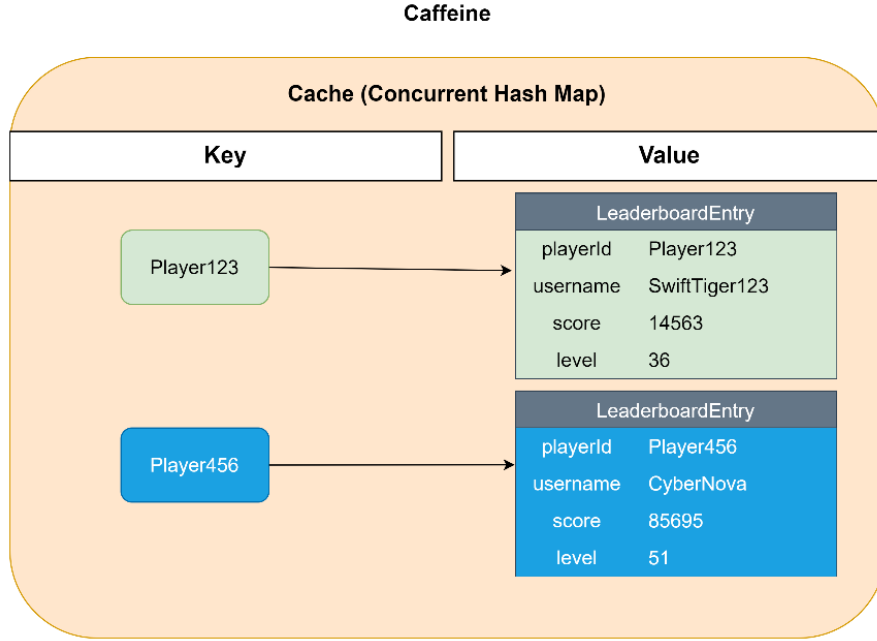 Caffeine
Cache (Concurrent Hash Map)
Key Value
LeaderboardEntry
Player123
playerId Player123
username SwiftTiger123
score 14563
level 36
LeaderboardEntry
Player456
playerId Player456
username CyberNova
score 85695
level 51